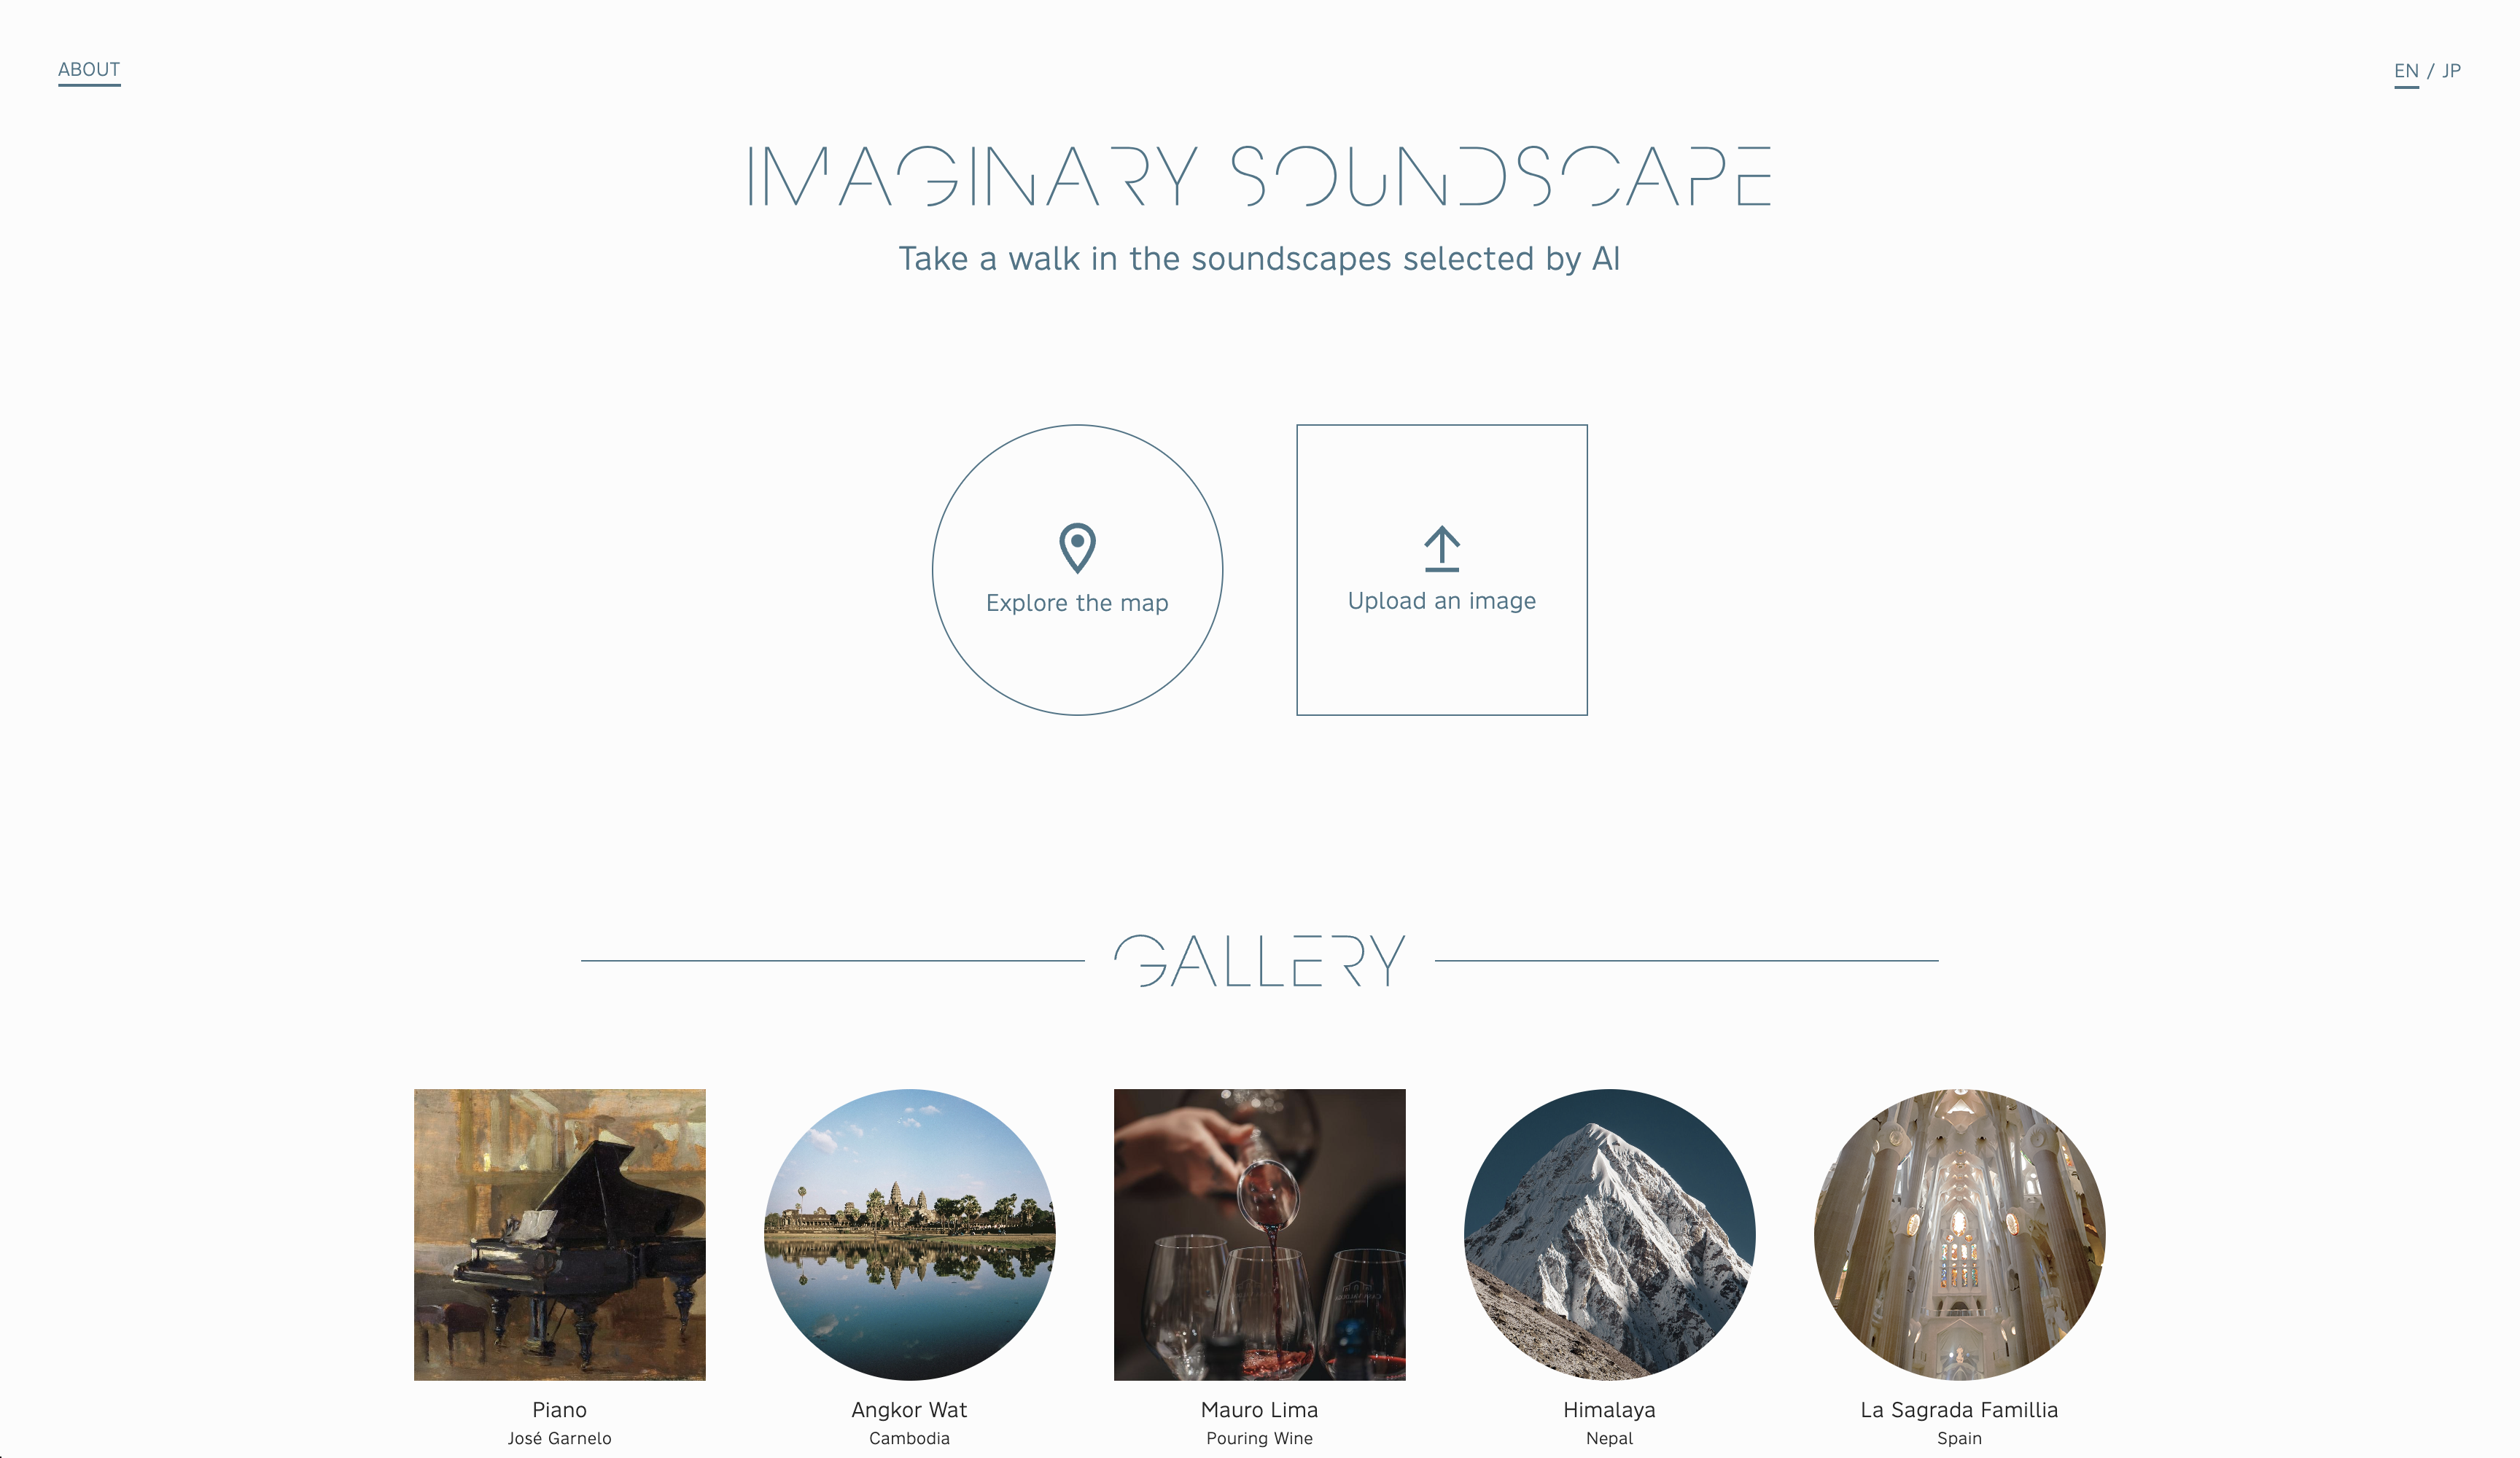 ABOUT
EN / JP
IMAGINARY SOUNDSCAPE
Take a walk in the soundscapes selected by AI
Explore the map
Upload an image
GALLERY
Piano
José Garnelo
Angkor Wat
Cambodia
Mauro Lima
Pouring Wine
Himalaya
Nepal
La Sagrada Famillia
Spain